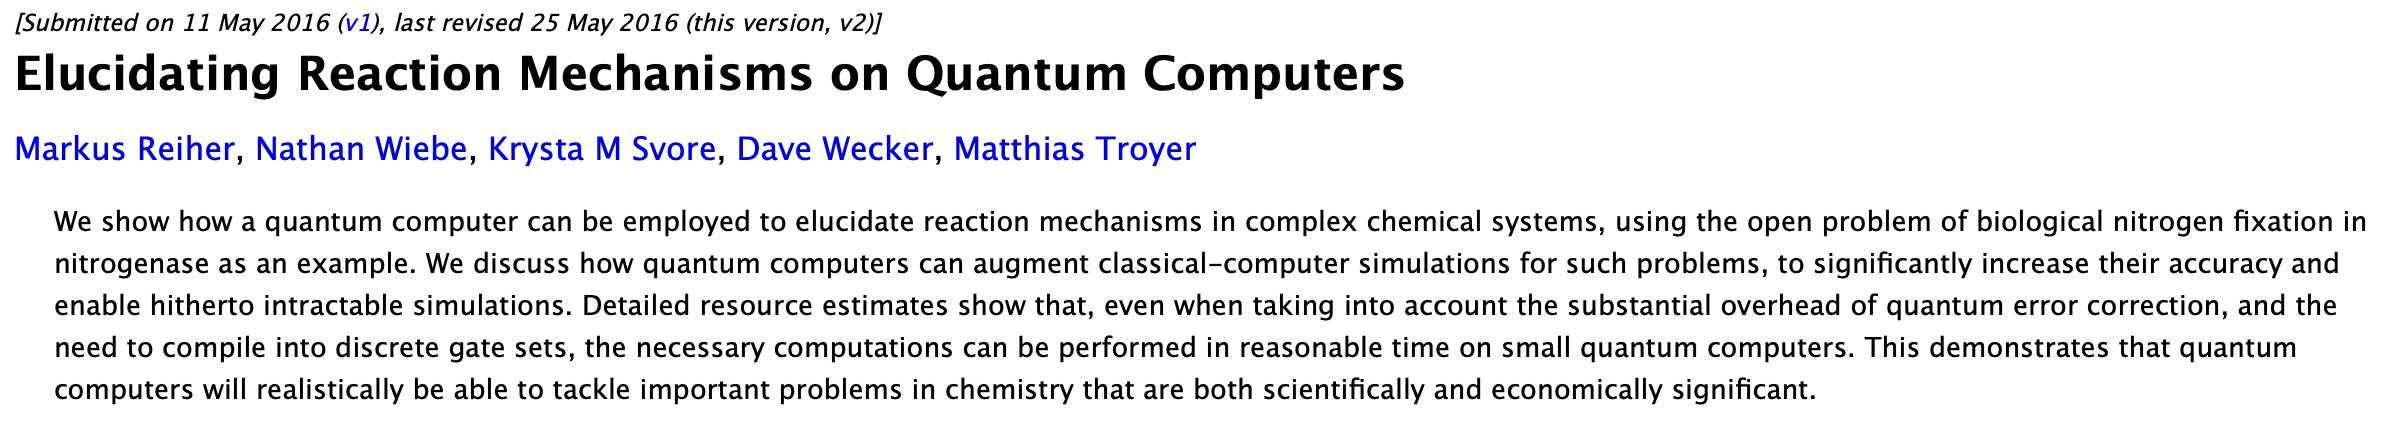 [Submitted on 11 May 2016 (v1), last revised 25 May 2016 (this version, v2)]
Elucidating Reaction Mechanisms on Quantum Computers
Markus Reiher, Nathan Wiebe, Krysta M Svore, Dave Wecker, Matthias Troyer
We show how a quantum computer can be employed to elucidate reaction mechanisms in complex chemical systems, using the open problem of biological nitrogen fixation in
nitrogenase as an example. We discuss how quantum computers can augment classical-computer simulations for such problems, to significantly increase their accuracy and
enable hitherto intractable simulations. Detailed resource estimates show that, even when taking into account the substantial overhead of quantum error correction, and the
need to compile into discrete gate sets, the necessary computations can be performed in reasonable time on small quantum computers. This demonstrates that quantum
computers will realistically be able to tackle important problems in chemistry that are both scientifically and economically significant.